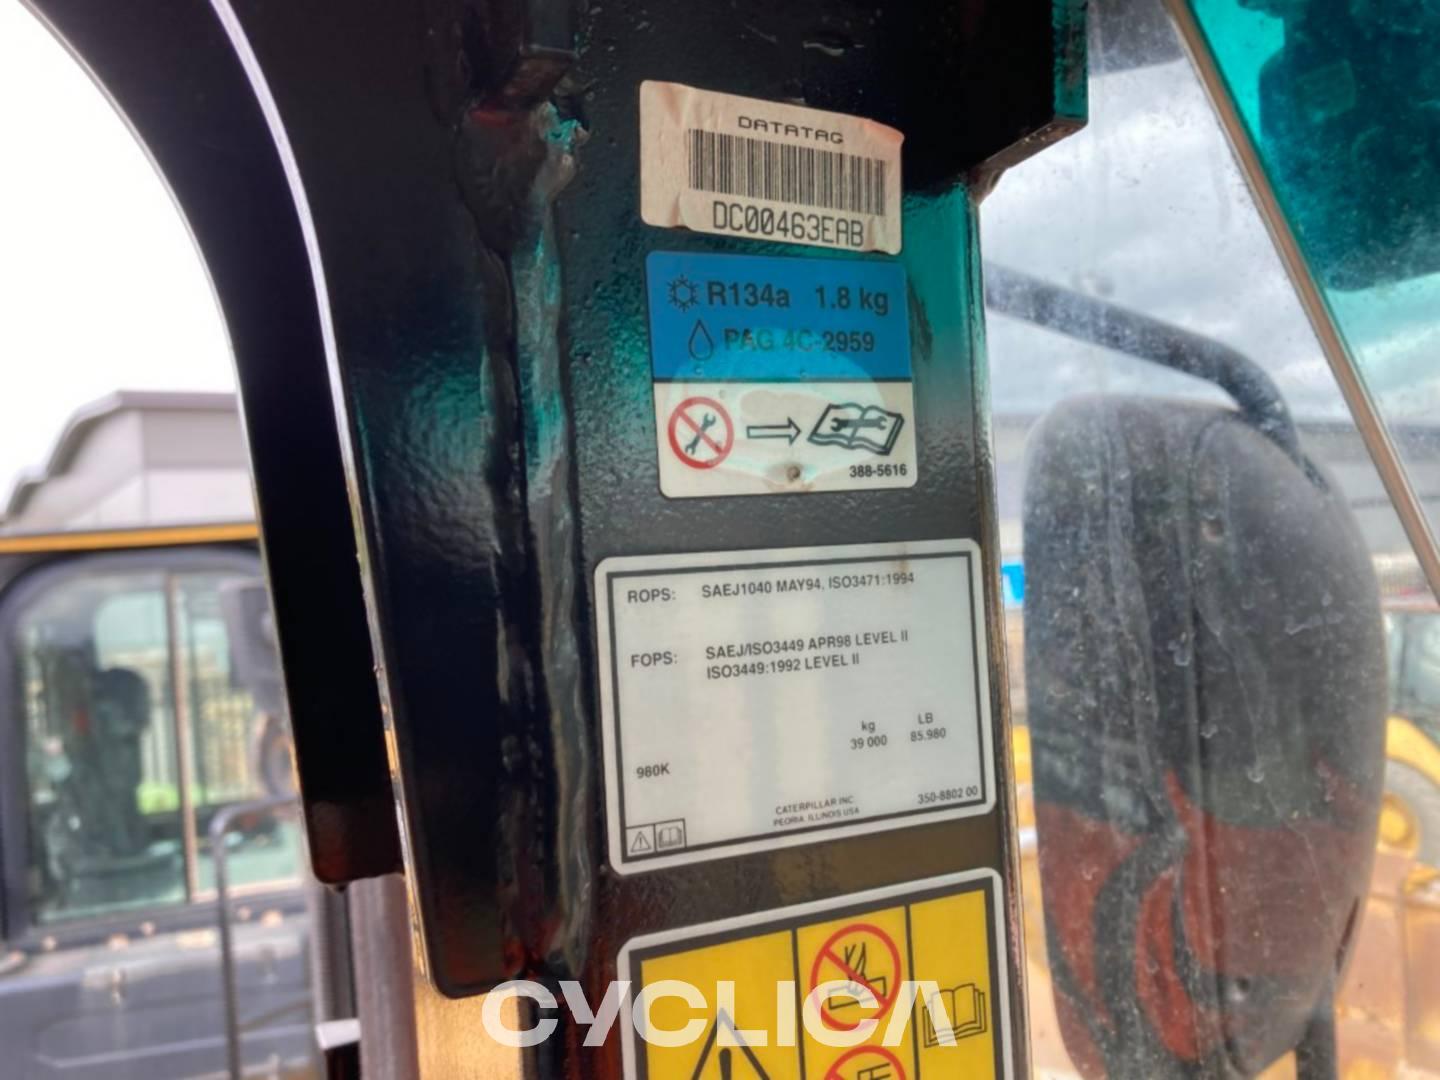 DATATAG
DC00463EAB
R134a 1.8 kg
PAG 4C-2959
388-5616
ROPS: SAEJ1040 MAY94, ISO3471:1994
FOPS: SAEJ/ISO3449 APR98 LEVEL II
ISO3449:1992 LEVEL II
kg LB
39 000 85.980
980K
CATERPILLAR INC.
PEORIA, ILLINOIS USA
350-8802 00
CYCLICA